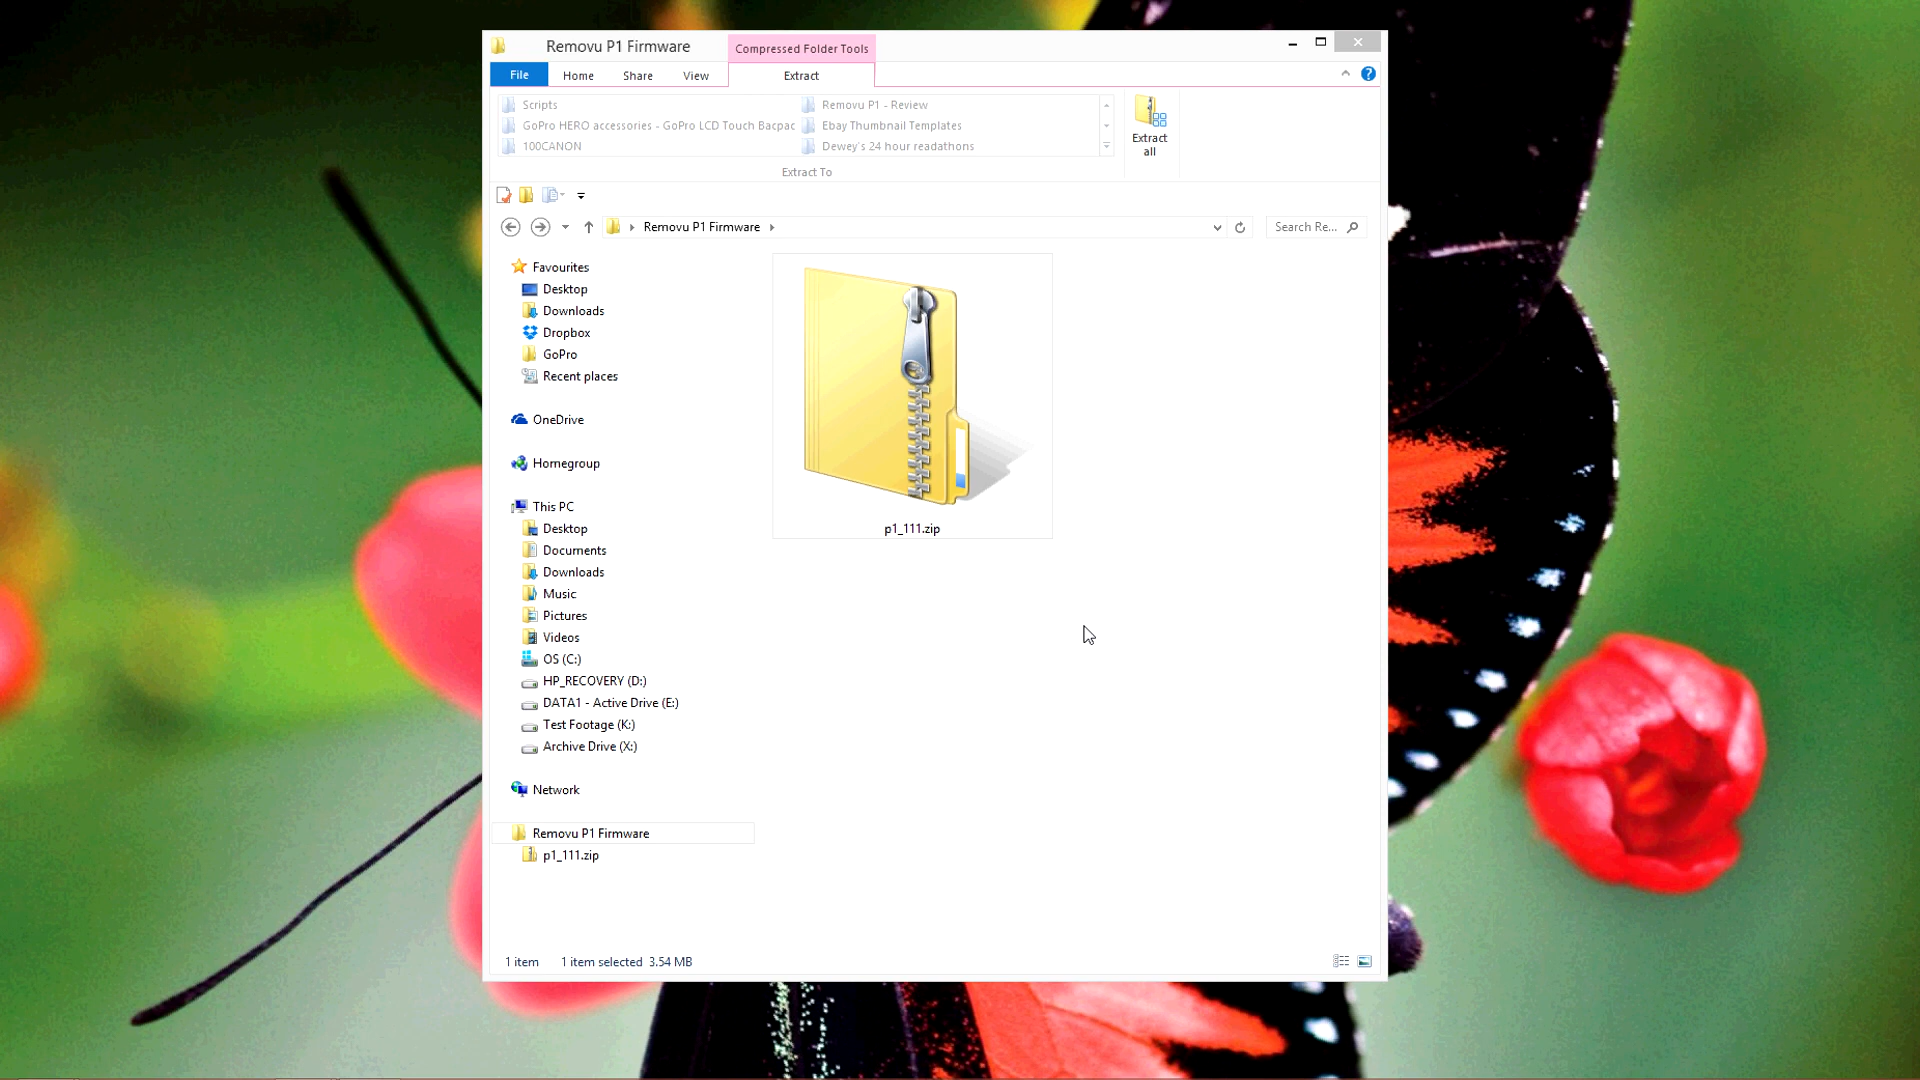 Removu P1 Firmware
Compressed Folder Tools
File
Home
Share
View
Extract
Scripts
GoPro HERO accessories - GoPro LCD Touch Bacpac
100CANON
Removu P1 - Review
Ebay Thumbnail Templates
Dewey's 24 hour readathons
Extract all
Extract To
Removu P1 Firmware
Search Re...
Favourites
Desktop
Downloads
Dropbox
GoPro
Recent places
OneDrive
Homegroup
This PC
Desktop
Documents
Downloads
Music
Pictures
Videos
OS (C:)
HP_RECOVERY (D:)
DATA1 - Active Drive (E:)
Test Footage (K:)
Archive Drive (X:)
Network
Removu P1 Firmware
p1_111.zip
p1_111.zip
1 item 1 item selected 3.54 MB